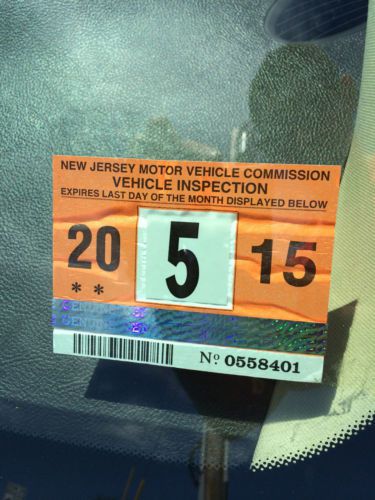 NEW JERSEY MOTOR VEHICLE COMMISSION
VEHICLE INSPECTION
EXPIRES LAST DAY OF THE MONTH DISPLAYED BELOW
20 5 15
**
GENUINE
Nº 0558401